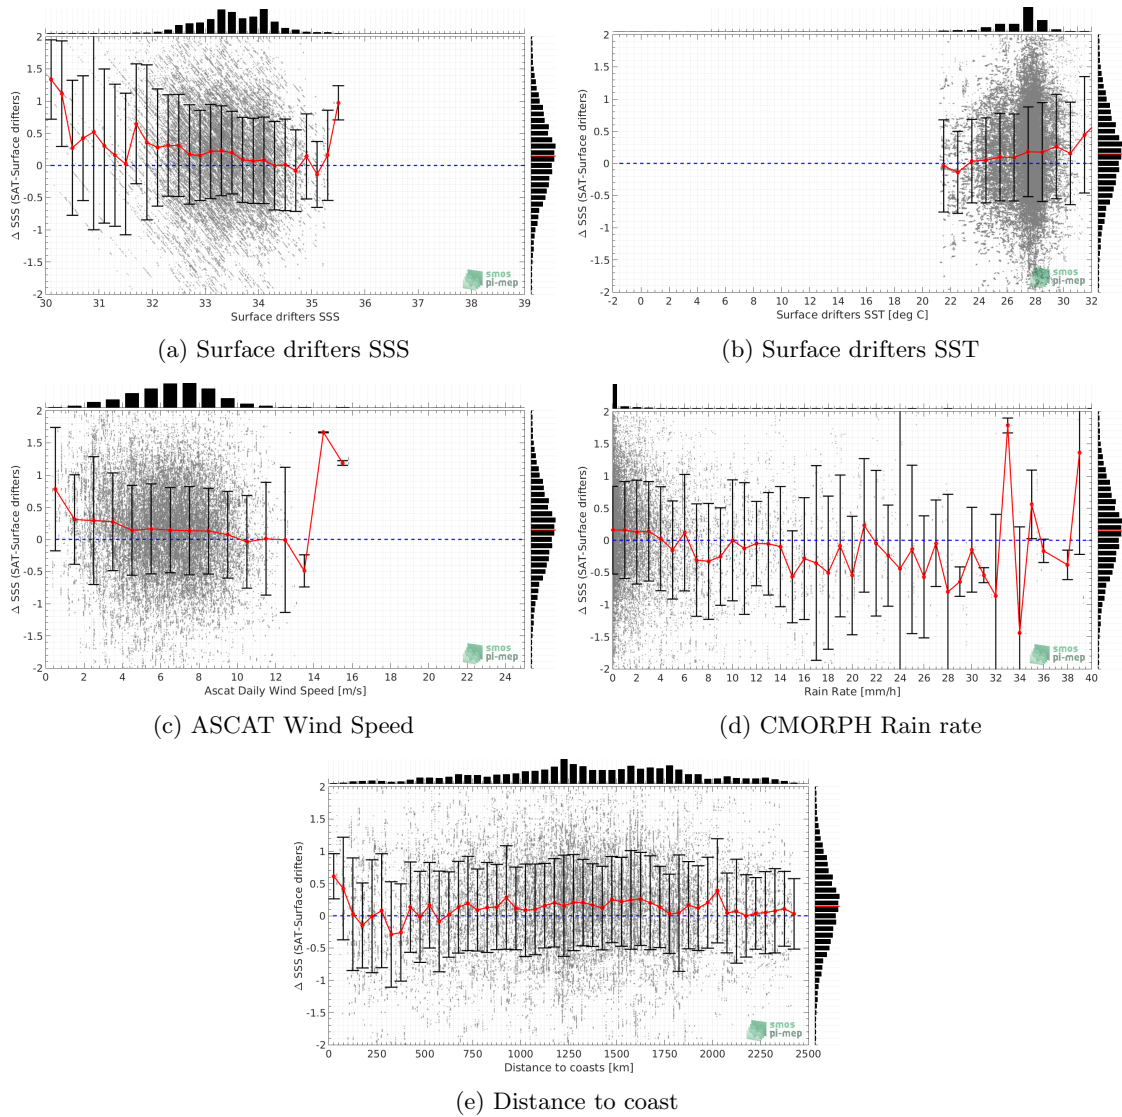 2
1.5
1
0.5
0
-0.5
-1
-1.5
-2
Δ SSS (SAT-Surface drifters)
30 31 32 33 34 35 36 37 38 39
Surface drifters SSS
smos
pi-mep
(a) Surface drifters SSS
2
1.5
1
0.5
0
-0.5
-1
-1.5
-2
Δ SSS (SAT-Surface drifters)
-2 0 2 4 6 8 10 12 14 16 18 20 22 24 26 28 30 32
Surface drifters SST [deg C]
smos
pi-mep
(b) Surface drifters SST
2
1.5
1
0.5
0
-0.5
-1
-1.5
-2
Δ SSS (SAT-Surface drifters)
0 2 4 6 8 10 12 14 16 18 20 22 24
Ascat Daily Wind Speed [m/s]
smos
pi-mep
(c) ASCAT Wind Speed
2
1.5
1
0.5
0
-0.5
-1
-1.5
-2
Δ SSS (SAT-Surface drifters)
0 2 4 6 8 10 12 14 16 18 20 22 24 26 28 30 32 34 36 38 40
Rain Rate [mm/h]
smos
pi-mep
(d) CMORPH Rain rate
2
1.5
1
0.5
0
-0.5
-1
-1.5
-2
Δ SSS (SAT-Surface drifters)
0 250 500 750 1000 1250 1500 1750 2000 2250 2500
Distance to coasts [km]
smos
pi-mep
(e) Distance to coast